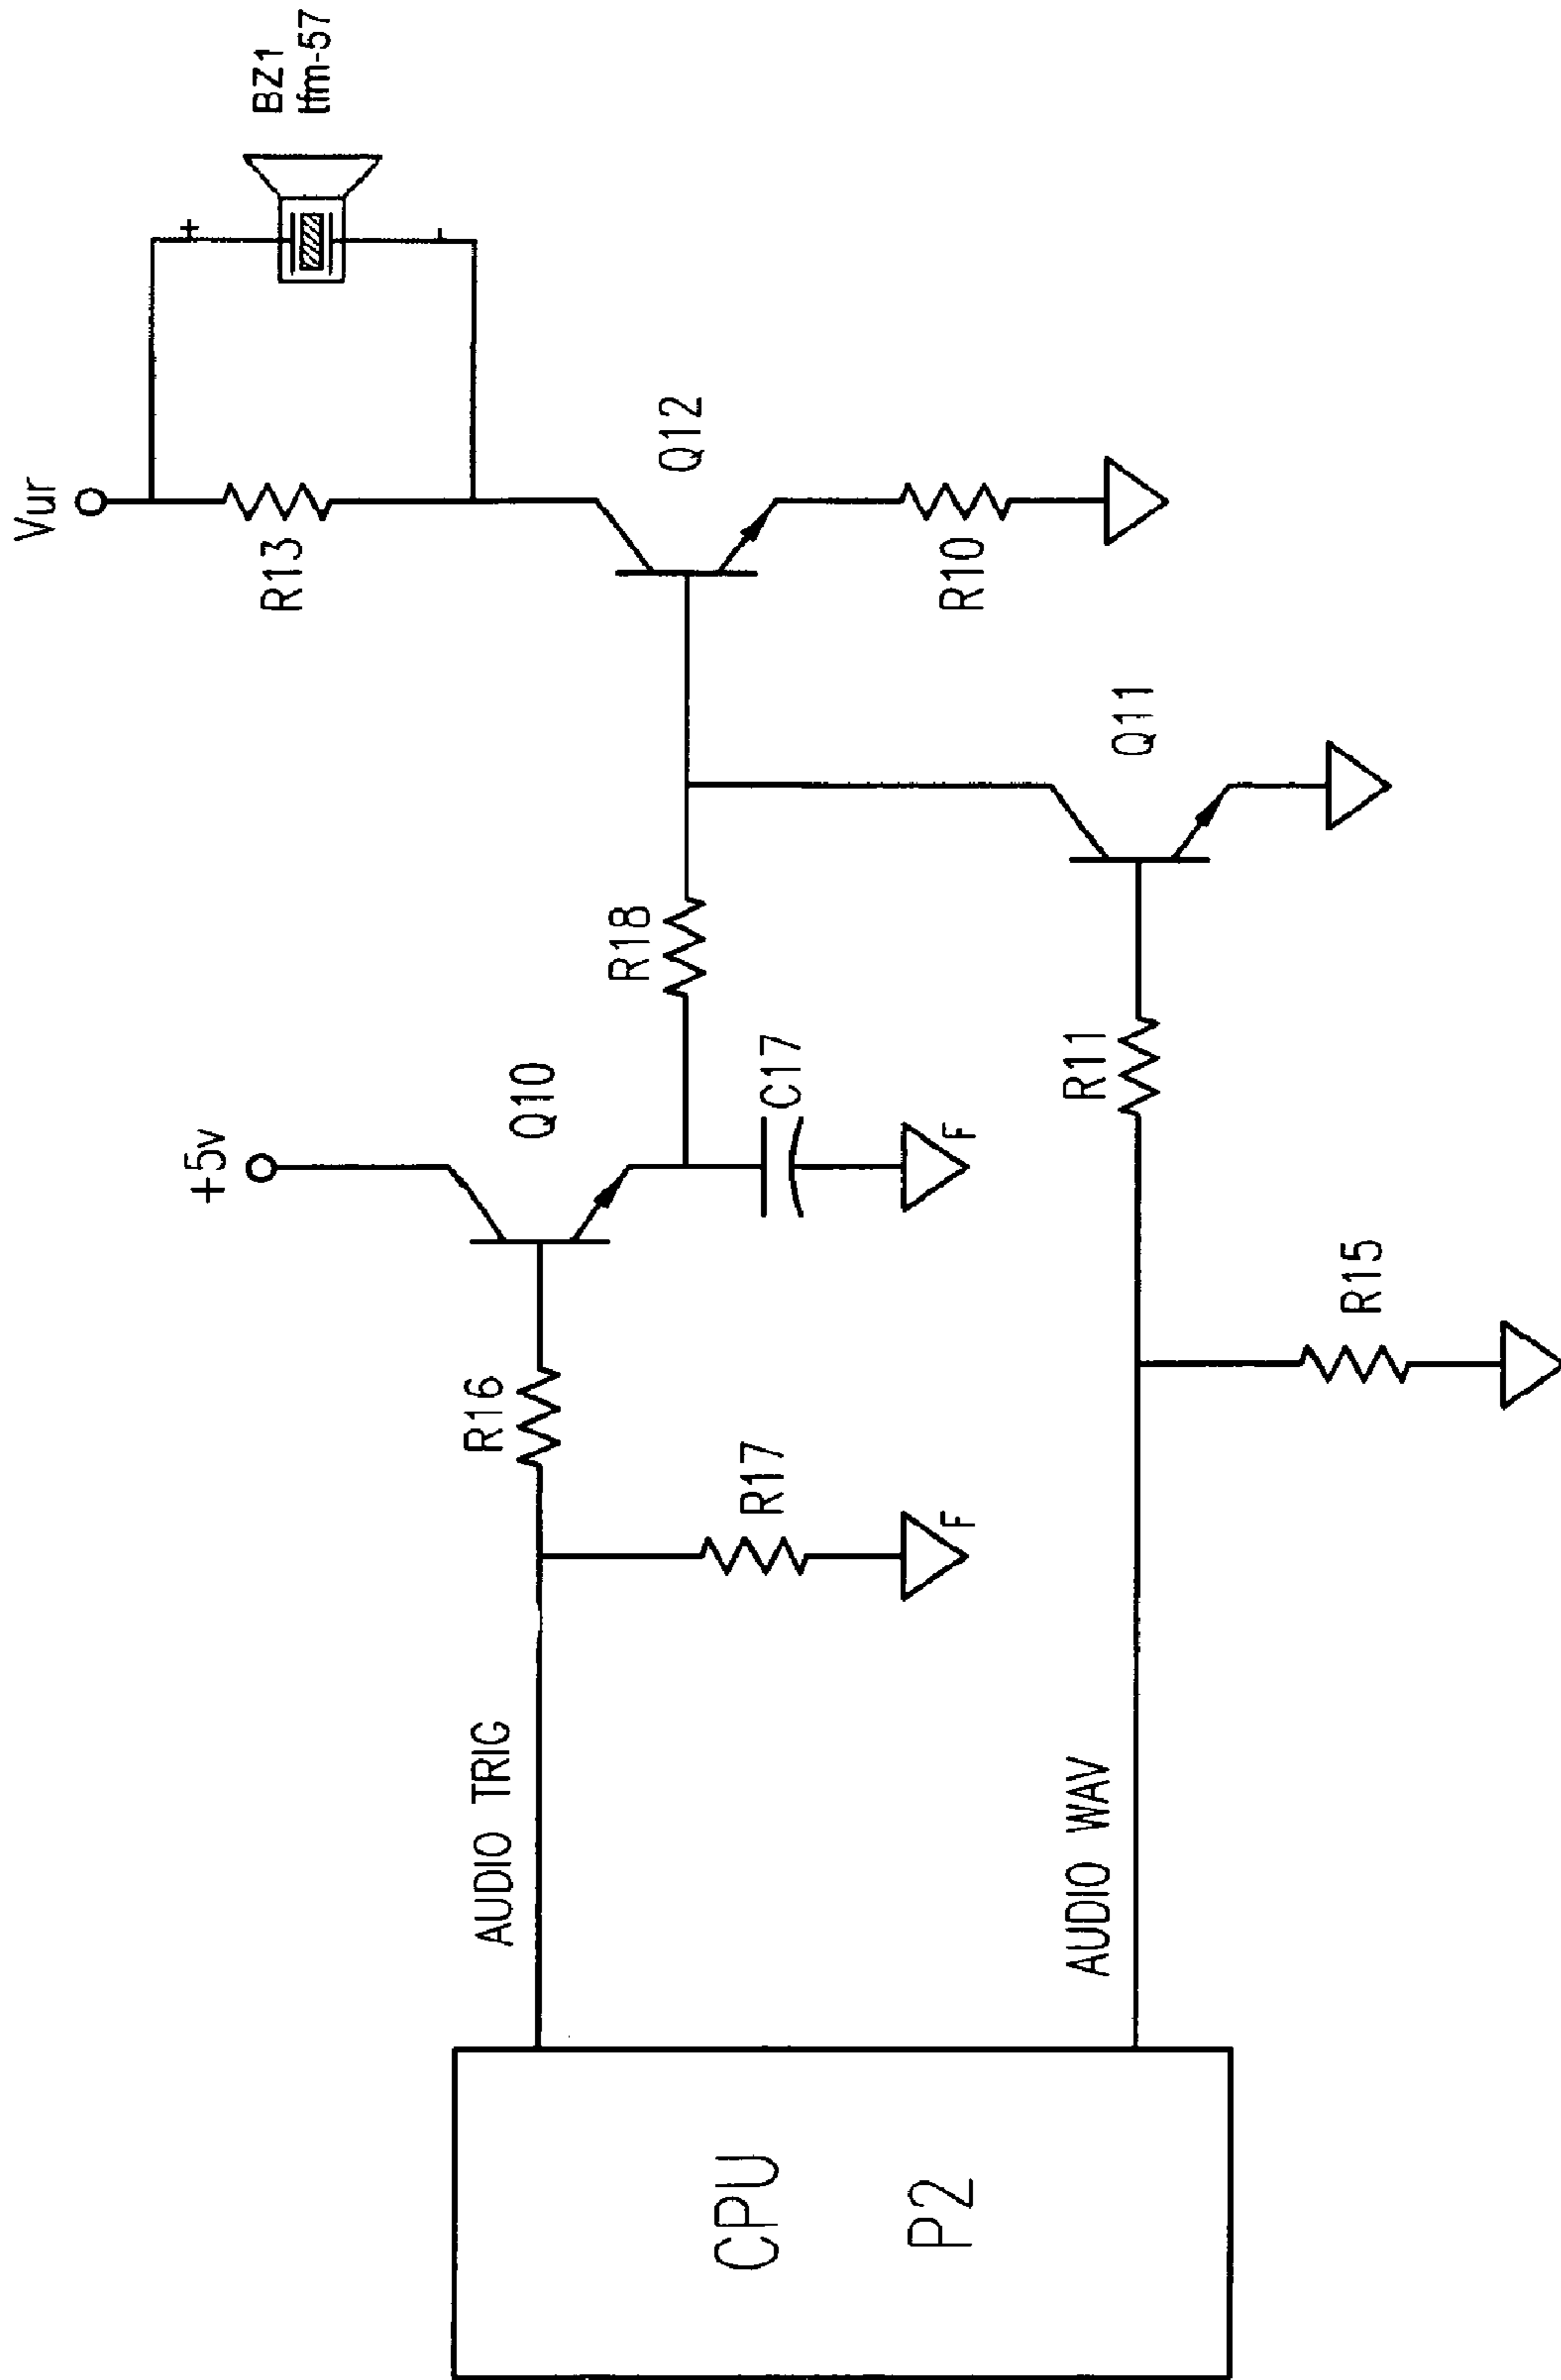 Vur
BZ1
tfm-57
R13
Q12
R10
+5v
Q10
R18
C17
F
Q11
R11
R16
R17
F
R15
AUDIO TRIG
AUDIO WAV
CPU
P2